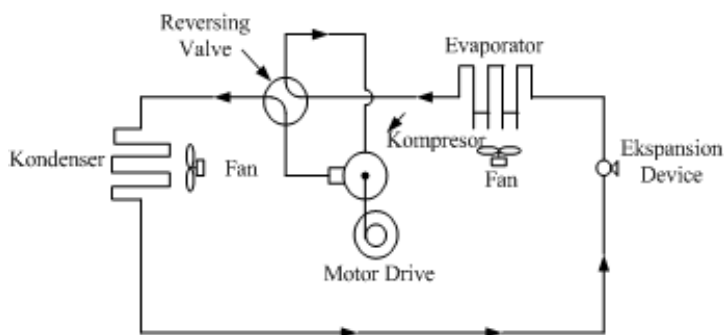 Reversing
Valve
Evaporator
Kondenser
Fan
Kompresor
Fan
Ekspansion
Device
Motor Drive